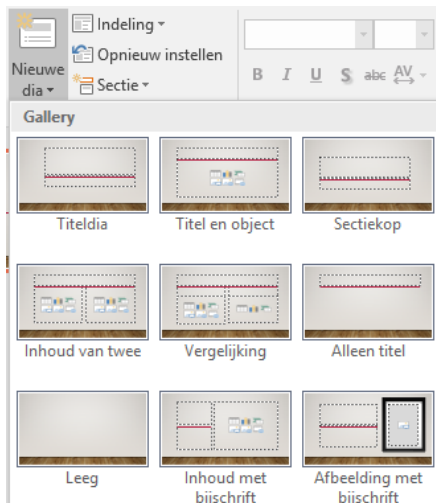 Indeling
Opnieuw instellen
Sectie
Nieuwe
dia
B I U S abc AV
Gallery
Titeldia
Titel en object
Sectiekop
Inhoud van twee
Vergelijking
Alleen titel
Leeg
Inhoud met
bijschrift
Afbeelding met
bijschrift